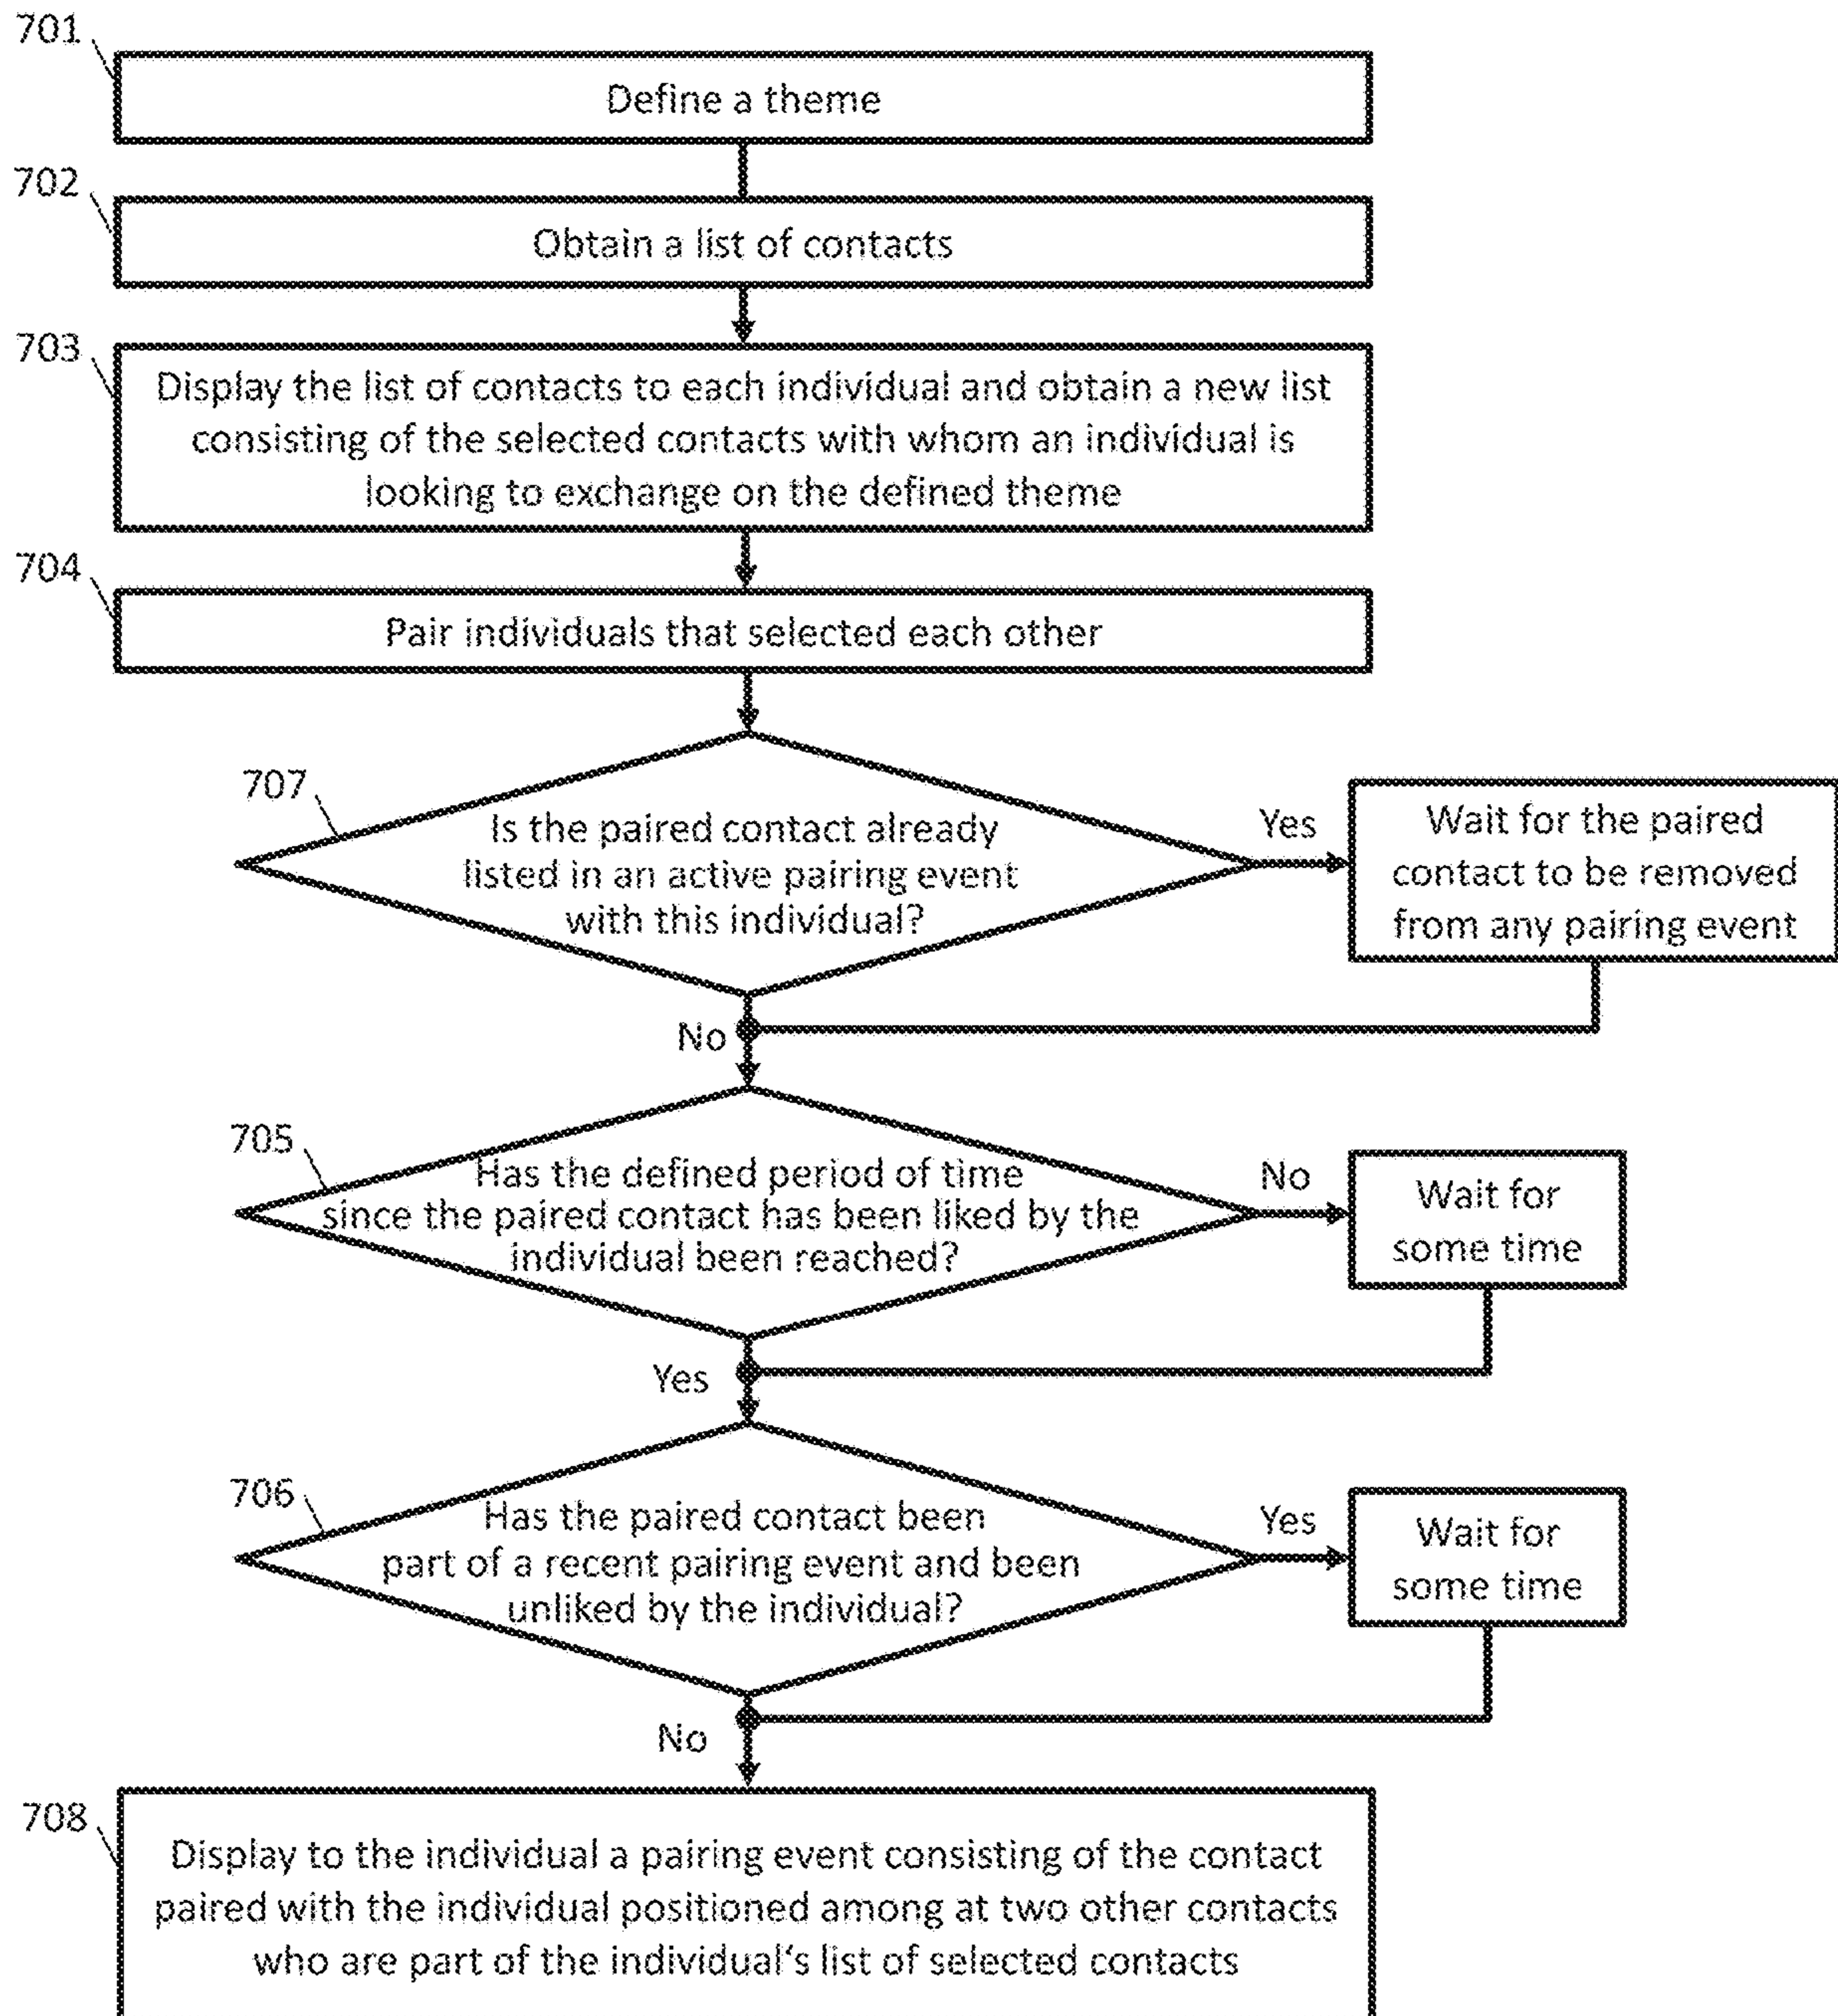 701
Define a theme
702
Obtain a list of contacts
703
Display the list of contacts to each individual and obtain a new list
consisting of the selected contacts with whom an individual is
looking to exchange on the defined theme
704
Pair individuals that selected each other
707
Is the paired contact already
listed in an active pairing event
with this individual?
Yes
Wait for the paired
contact to be removed
from any pairing event
No
705
Has the defined period of time
since the paired contact has been liked by the
individual been reached?
No
Wait for
some time
Yes
706
Has the paired contact been
part of a recent pairing event and been
unliked by the individual?
Yes
Wait for
some time
No
708
Display to the individual a pairing event consisting of the contact
paired with the individual positioned among at two other contacts
who are part of the individual‘s list of selected contacts